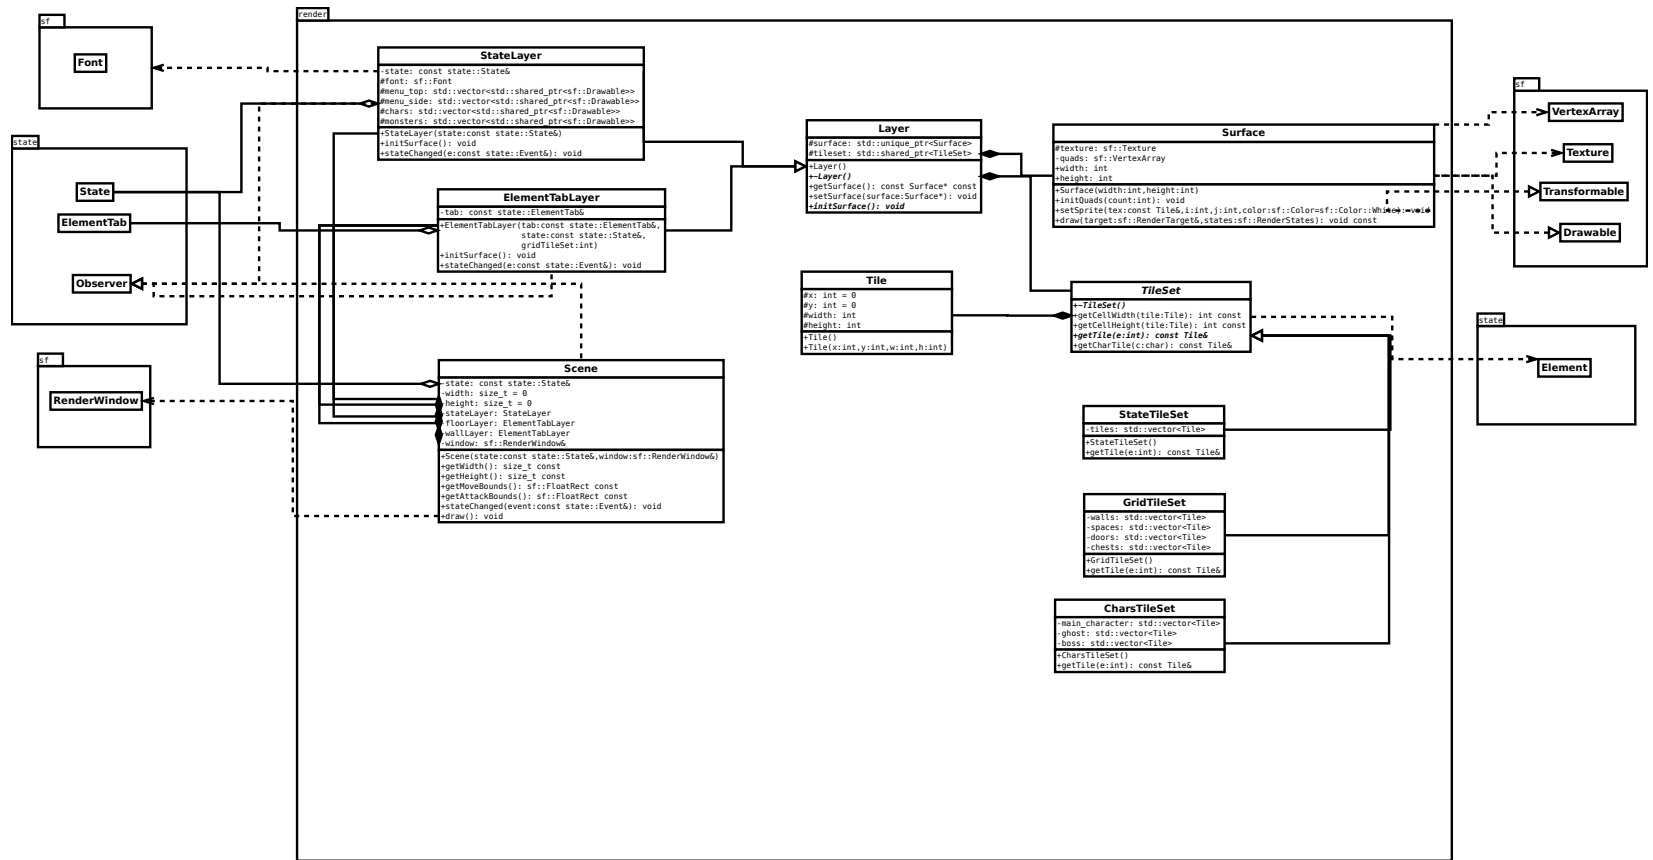 sf
Font
state
State
ElementTab
Observer
sf
RenderWindow
render
StateLayer
-state: const state::State&
#font: sf::Font
#menu_top: std::vector<std::shared_ptr<sf::Drawable>>
#menu_side: std::vector<std::shared_ptr<sf::Drawable>>
#chars: std::vector<std::shared_ptr<sf::Drawable>>
#monsters: std::vector<std::shared_ptr<sf::Drawable>>
+StateLayer(state:const state::State&)
+initSurface(): void
+stateChanged(e:const state::Event&): void
ElementTabLayer
-tab: const state::ElementTab&
+ElementTabLayer(tab:const state::ElementTab&,
state:const state::State&,
gridTileSet:int)
+initSurface(): void
+stateChanged(e:const state::Event&): void
Scene
-state: const state::State&
-width: size_t = 0
-height: size_t = 0
-stateLayer: StateLayer
-floorLayer: ElementTabLayer
-wallLayer: ElementTabLayer
-window: sf::RenderWindow&
+Scene(state:const state::State&,window:sf::RenderWindow&)
+getWidth(): size_t const
+getHeight(): size_t const
+getMoveBounds(): sf::FloatRect const
+getAttackBounds(): sf::FloatRect const
+stateChanged(event:const state::Event&): void
+draw(): void
Layer
#surface: std::unique_ptr<Surface>
#tileset: std::shared_ptr<TileSet>
+Layer()
+~Layer()
+getSurface(): const Surface* const
+setSurface(surface:Surface*): void
+initSurface(): void
Tile
#x: int = 0
#y: int = 0
#width: int
#height: int
+Tile()
+Tile(x:int,y:int,w:int,h:int)
Surface
#texture: sf::Texture
-quads: sf::VertexArray
+width: int
+height: int
+Surface(width:int,height:int)
+initQuads(count:int): void
+setSprite(tex:const Tile&,i:int,j:int,color:sf::Color=sf::Color::White): void
+draw(target:sf::RenderTarget&,states:sf::RenderStates): void const
TileSet
+~TileSet()
+getCellWidth(tile:Tile): int const
+getCellHeight(tile:Tile): int const
+getTile(e:int): const Tile&
+getCharTile(c:char): const Tile&
StateTileSet
-tiles: std::vector<Tile>
+StateTileSet()
+getTile(e:int): const Tile&
GridTileSet
-walls: std::vector<Tile>
-spaces: std::vector<Tile>
-doors: std::vector<Tile>
-chests: std::vector<Tile>
+GridTileSet()
+getTile(e:int): const Tile&
CharsTileSet
-main_character: std::vector<Tile>
-ghost: std::vector<Tile>
-boss: std::vector<Tile>
+CharsTileSet()
+getTile(e:int): const Tile&
sf
VertexArray
Texture
Transformable
Drawable
state
Element